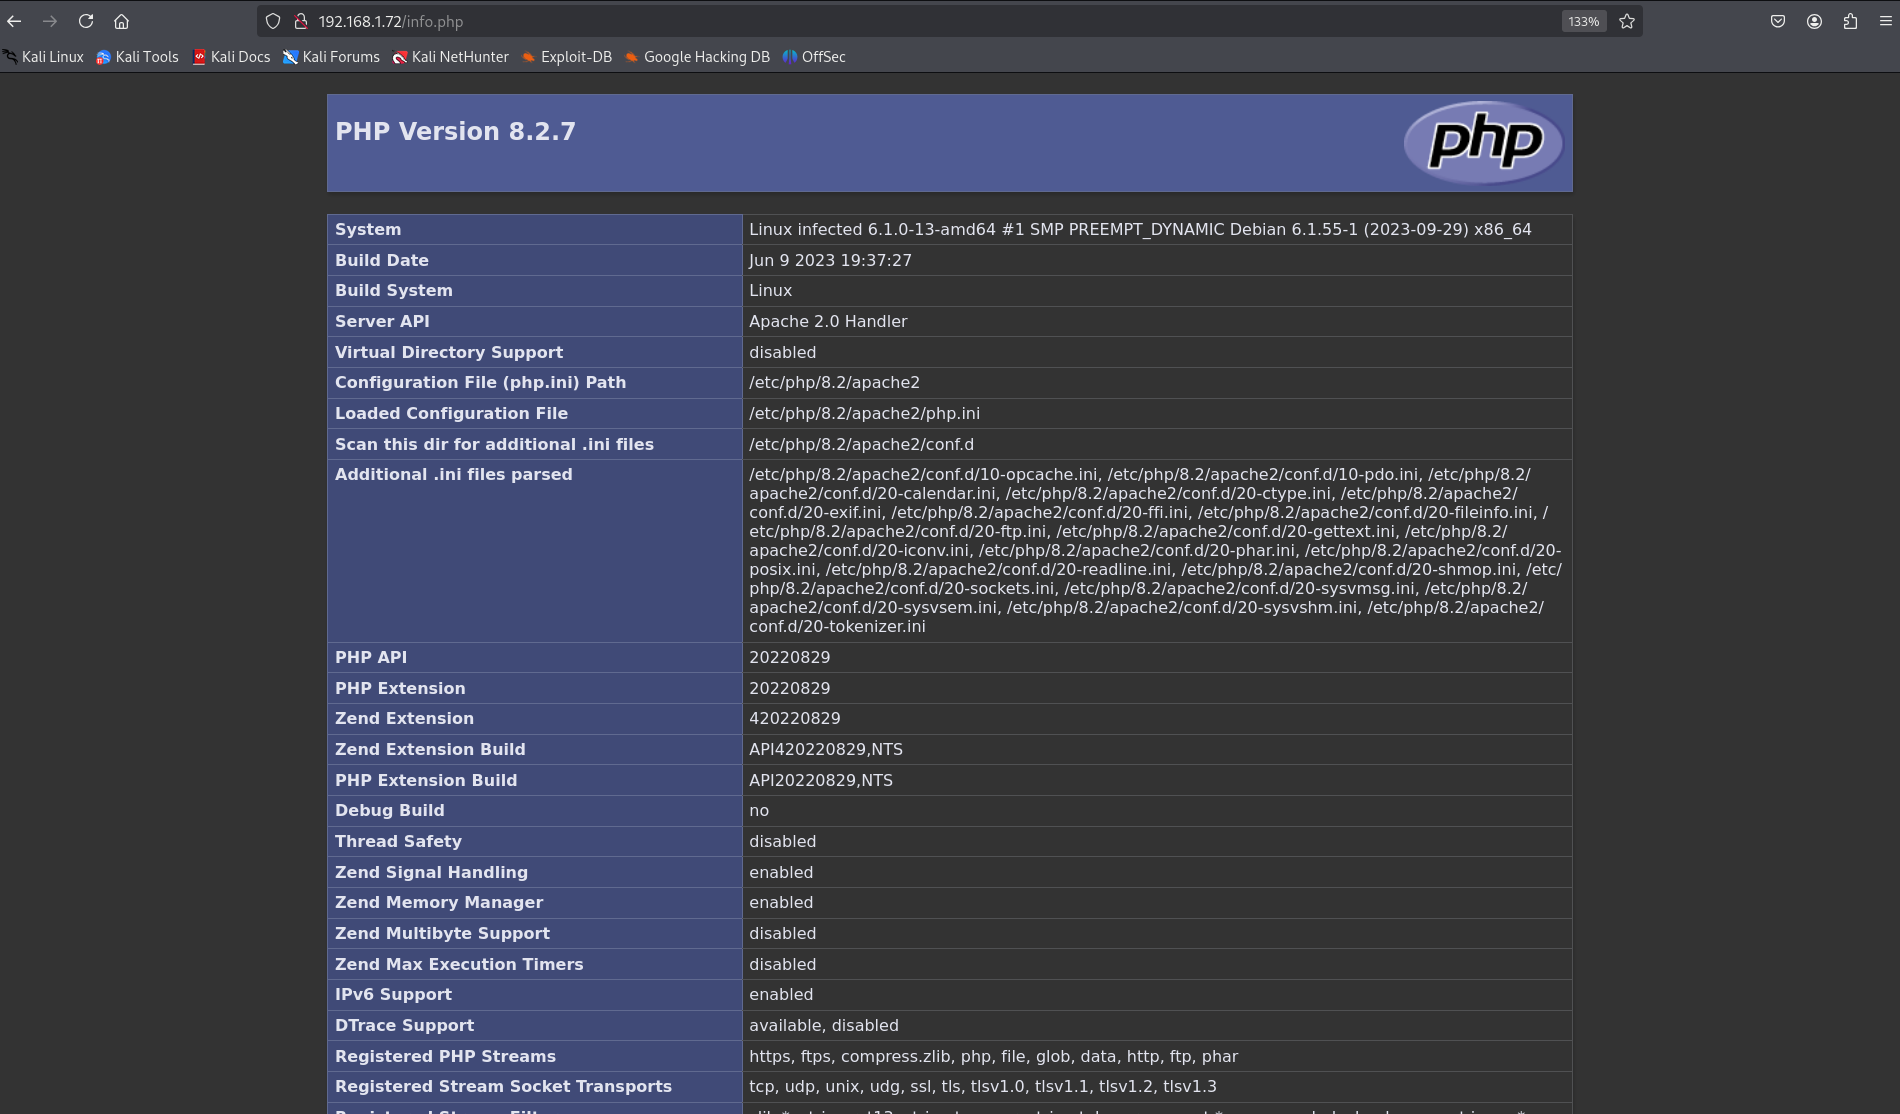 192.168.1.72/info.php 133%
Kali Linux Kali Tools Kali Docs Kali Forums Kali NetHunter Exploit-DB Google Hacking DB OffSec
PHP Version 8.2.7 php
System Linux infected 6.1.0-13-amd64 #1 SMP PREEMPT_DYNAMIC Debian 6.1.55-1 (2023-09-29) x86_64
Build Date Jun 9 2023 19:37:27
Build System Linux
Server API Apache 2.0 Handler
Virtual Directory Support disabled
Configuration File (php.ini) Path /etc/php/8.2/apache2
Loaded Configuration File /etc/php/8.2/apache2/php.ini
Scan this dir for additional .ini files /etc/php/8.2/apache2/conf.d
Additional .ini files parsed /etc/php/8.2/apache2/conf.d/10-opcache.ini, /etc/php/8.2/apache2/conf.d/10-pdo.ini, /etc/php/8.2/
apache2/conf.d/20-calendar.ini, /etc/php/8.2/apache2/conf.d/20-ctype.ini, /etc/php/8.2/apache2/
conf.d/20-exif.ini, /etc/php/8.2/apache2/conf.d/20-ffi.ini, /etc/php/8.2/apache2/conf.d/20-fileinfo.ini, /
etc/php/8.2/apache2/conf.d/20-ftp.ini, /etc/php/8.2/apache2/conf.d/20-gettext.ini, /etc/php/8.2/
apache2/conf.d/20-iconv.ini, /etc/php/8.2/apache2/conf.d/20-phar.ini, /etc/php/8.2/apache2/conf.d/20-
posix.ini, /etc/php/8.2/apache2/conf.d/20-readline.ini, /etc/php/8.2/apache2/conf.d/20-shmop.ini, /etc/
php/8.2/apache2/conf.d/20-sockets.ini, /etc/php/8.2/apache2/conf.d/20-sysvmsg.ini, /etc/php/8.2/
apache2/conf.d/20-sysvsem.ini, /etc/php/8.2/apache2/conf.d/20-sysvshm.ini, /etc/php/8.2/apache2/
conf.d/20-tokenizer.ini
PHP API 20220829
PHP Extension 20220829
Zend Extension 420220829
Zend Extension Build API420220829,NTS
PHP Extension Build API20220829,NTS
Debug Build no
Thread Safety disabled
Zend Signal Handling enabled
Zend Memory Manager enabled
Zend Multibyte Support disabled
Zend Max Execution Timers disabled
IPv6 Support enabled
DTrace Support available, disabled
Registered PHP Streams https, ftps, compress.zlib, php, file, glob, data, http, ftp, phar
Registered Stream Socket Transports tcp, udp, unix, udg, ssl, tls, tlsv1.0, tlsv1.1, tlsv1.2, tlsv1.3